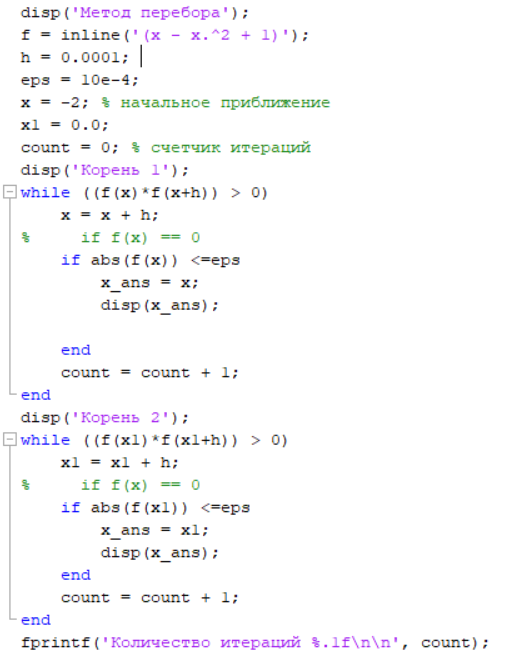 disp('Метод перебора');
f = inline('(x - x.^2 + 1)');
h = 0.0001;
eps = 10e-4;
x = -2; % начальное приближение
x1 = 0.0;
count = 0; % счетчик итераций
disp('Корень 1');
while ((f(x)*f(x+h)) > 0)
    x = x + h;
%     if f(x) == 0
    if abs(f(x)) <=eps
        x_ans = x;
        disp(x_ans);
    end
    count = count + 1;
end
disp('Корень 2');
while ((f(x1)*f(x1+h)) > 0)
    x1 = x1 + h;
%     if f(x) == 0
    if abs(f(x1)) <=eps
        x_ans = x1;
        disp(x_ans);
    end
    count = count + 1;
end
fprintf('Количество итераций %.1f\n\n', count);